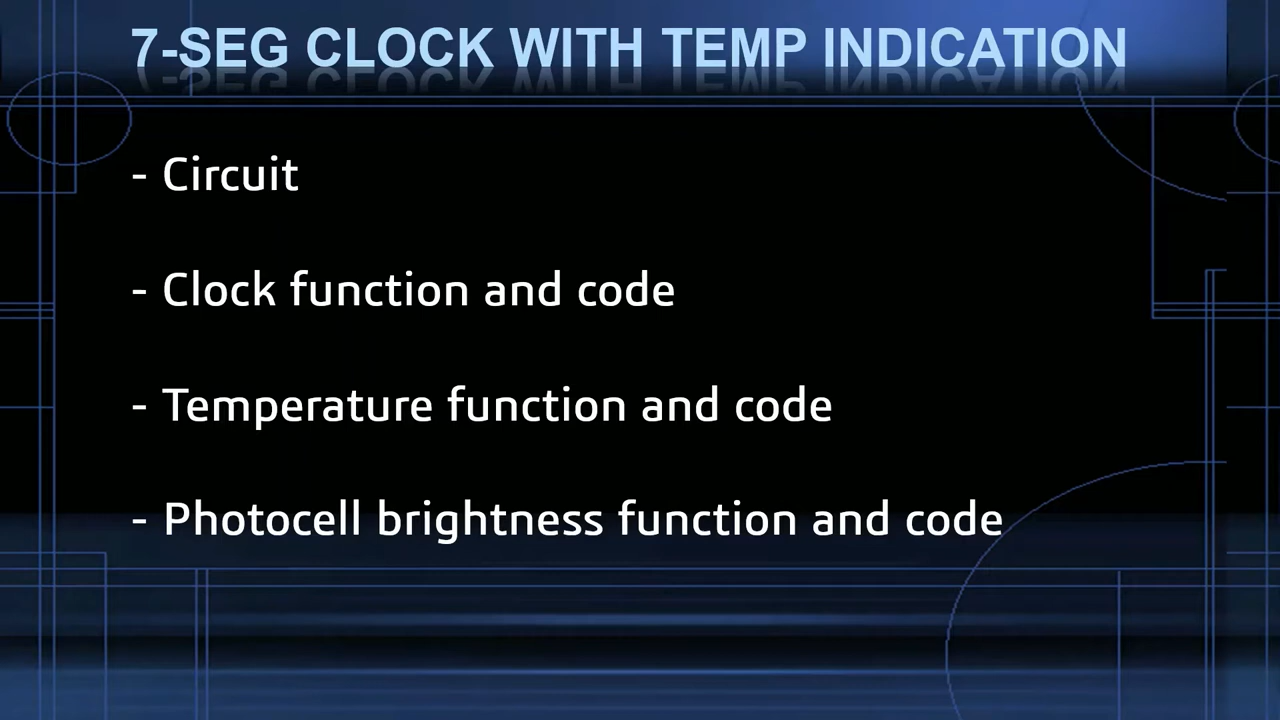 7-SEG CLOCK WITH TEMP INDICATION
- Circuit
- Clock function and code
- Temperature function and code
- Photocell brightness function and code